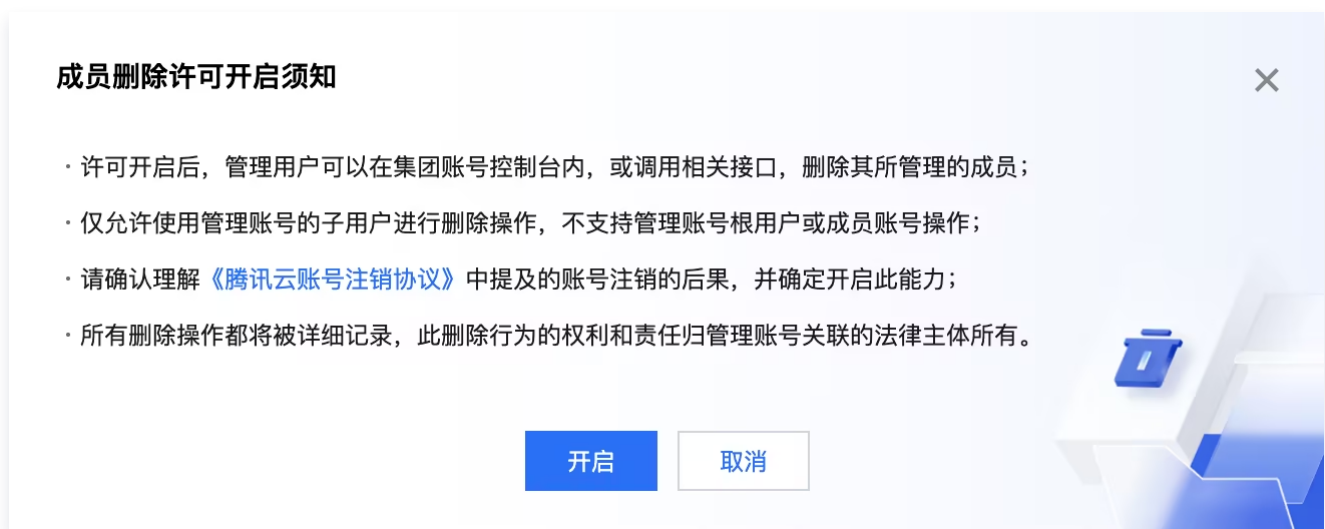 成员删除许可开启须知
· 许可开启后，管理用户可以在集团账号控制台内，或调用相关接口，删除其所管理的成员；
· 仅允许使用管理账号的子用户进行删除操作，不支持管理账号根用户或成员账号操作；
· 请确认理解《腾讯云账号注销协议》中提及的账号注销的后果，并确定开启此能力；
· 所有删除操作都将被详细记录，此删除行为的权利和责任归管理账号关联的法律主体所有。
开启
取消